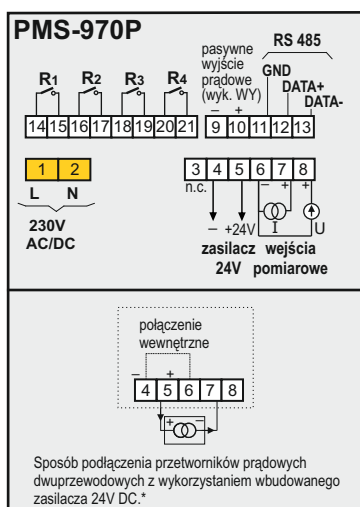 PMS-970P
pasywne
wyjście
prądowe
(wyk. WY)
RS 485
GND
DATA+
DATA-
R1 R2 R3 R4
– +
14 15 16 17 18 19 20 21 9 10 11 12 13
1 2
L N
230V
AC/DC
3 4 5 6 7 8
n.c. – + +
– +24V I U
zasilacz wejścia
24V pomiarowe
połączenie
wewnętrzne
– +
4 5 6 7 8
+ –
Sposób podłączenia przetworników prądowych
dwuprzewodowych z wykorzystaniem wbudowanego
zasilacza 24V DC.*